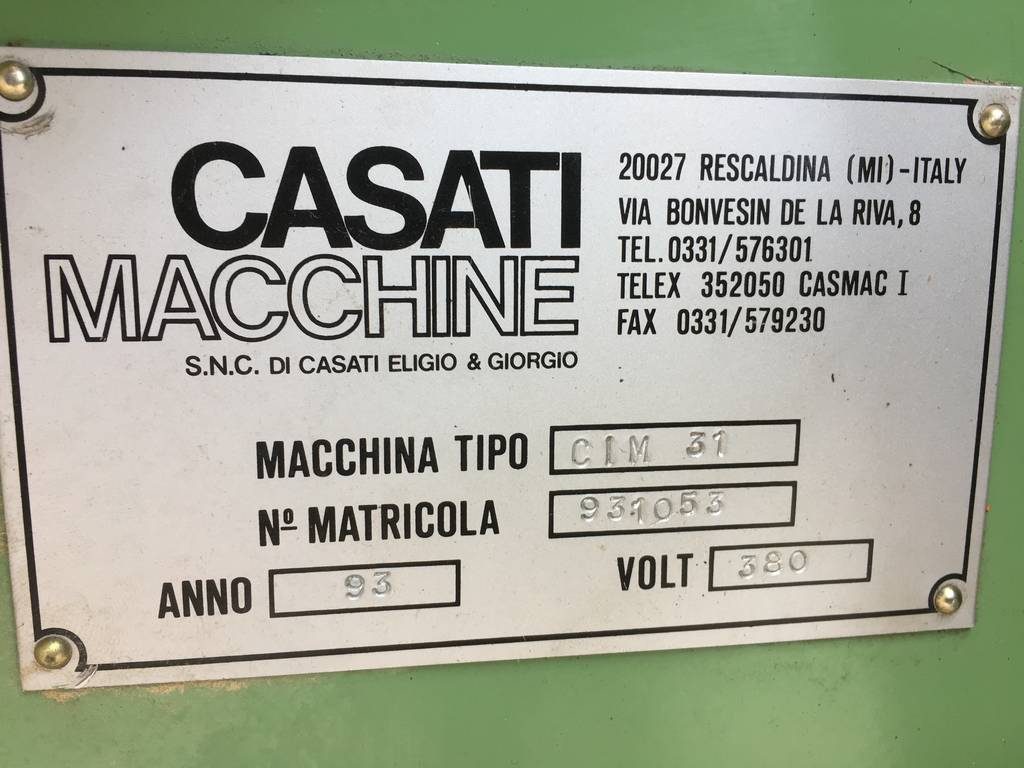 CASATI
MACCHINE
S.N.C. DI CASATI ELIGIO & GIORGIO
20027 RESCALDINA (MI)-ITALY
VIA BONVESIN DE LA RIVA, 8
TEL. 0331/576301
TELEX 352050 CASMAC I
FAX 0331/579230
MACCHINA TIPO CIM 31
Nº MATRICOLA 931053
ANNO 93 VOLT 380